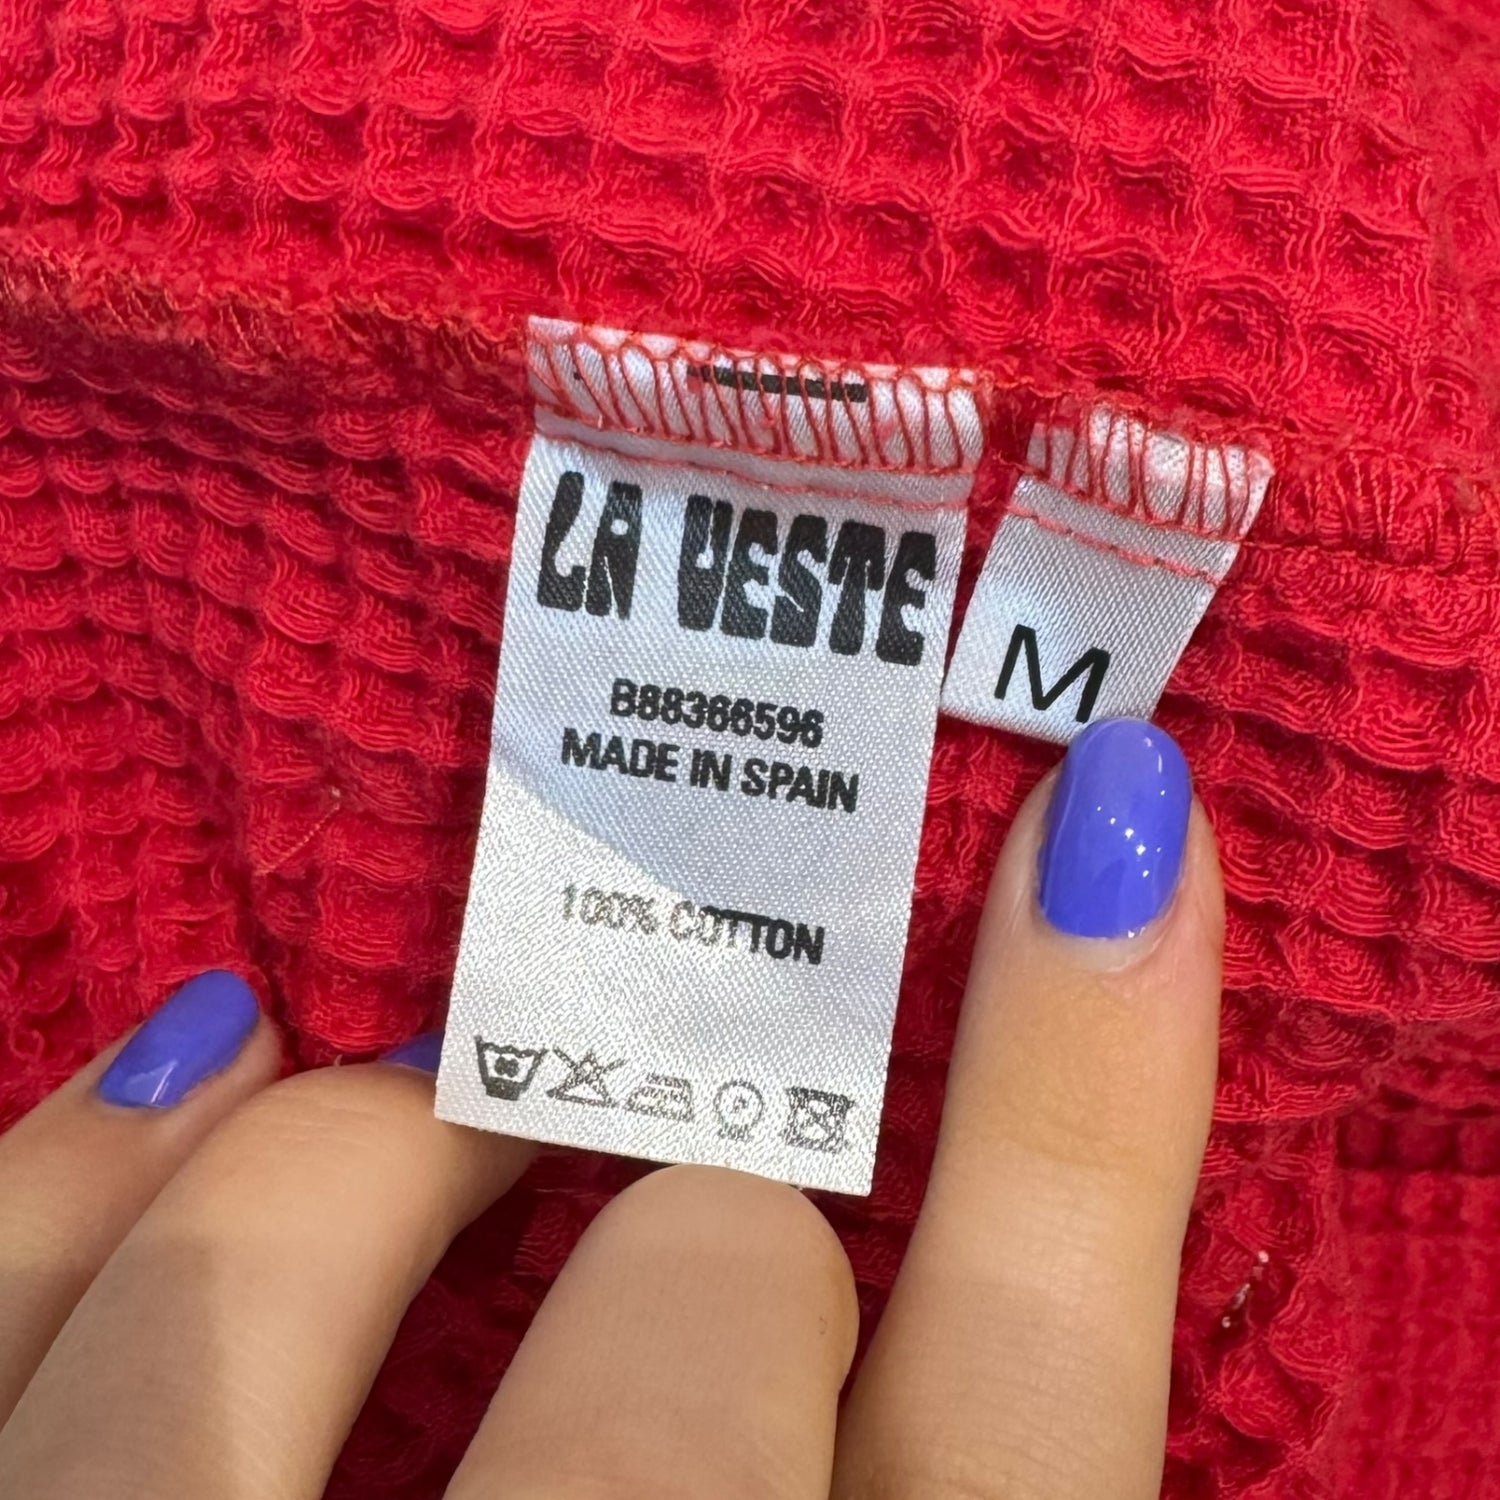 LA VESTE
B88366596
MADE IN SPAIN
100% COTTON
M